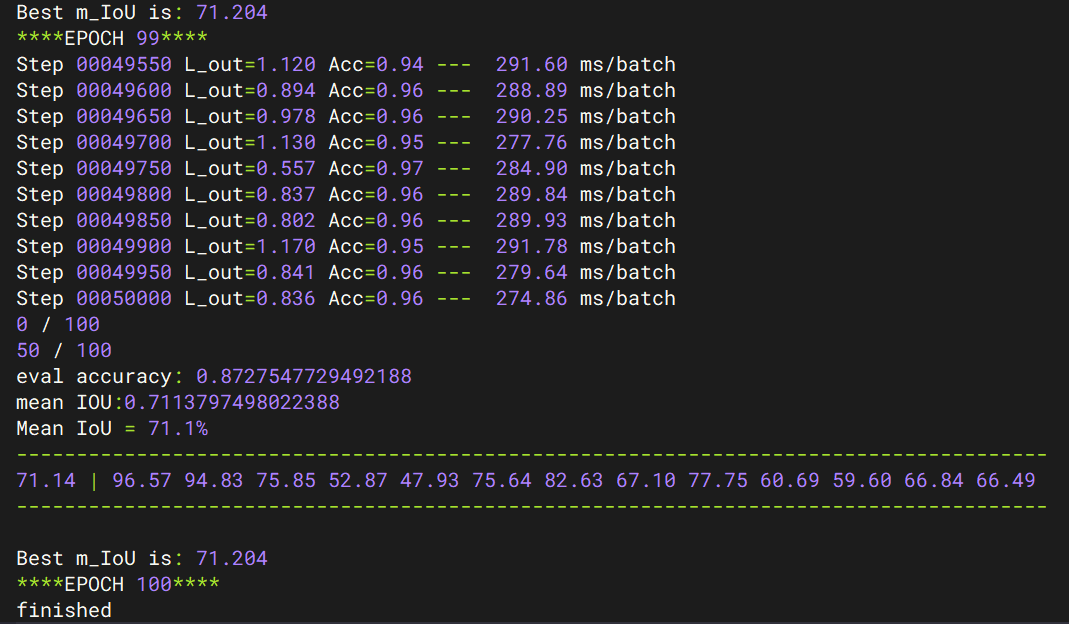 Best m_IoU is: 71.204
****EPOCH 99****
Step 00049550 L_out=1.120 Acc=0.94 ---  291.60 ms/batch
Step 00049600 L_out=0.894 Acc=0.96 ---  288.89 ms/batch
Step 00049650 L_out=0.978 Acc=0.96 ---  290.25 ms/batch
Step 00049700 L_out=1.130 Acc=0.95 ---  277.76 ms/batch
Step 00049750 L_out=0.557 Acc=0.97 ---  284.90 ms/batch
Step 00049800 L_out=0.837 Acc=0.96 ---  289.84 ms/batch
Step 00049850 L_out=0.802 Acc=0.96 ---  289.93 ms/batch
Step 00049900 L_out=1.170 Acc=0.95 ---  291.78 ms/batch
Step 00049950 L_out=0.841 Acc=0.96 ---  279.64 ms/batch
Step 00050000 L_out=0.836 Acc=0.96 ---  274.86 ms/batch
0 / 100
50 / 100
eval accuracy: 0.8727547729492188
mean IOU:0.7113797498022388
Mean IoU = 71.1%
--------------------------------------------------------------------------------------
71.14 | 96.57 94.83 75.85 52.87 47.93 75.64 82.63 67.10 77.75 60.69 59.60 66.84 66.49
--------------------------------------------------------------------------------------
Best m_IoU is: 71.204
****EPOCH 100****
finished